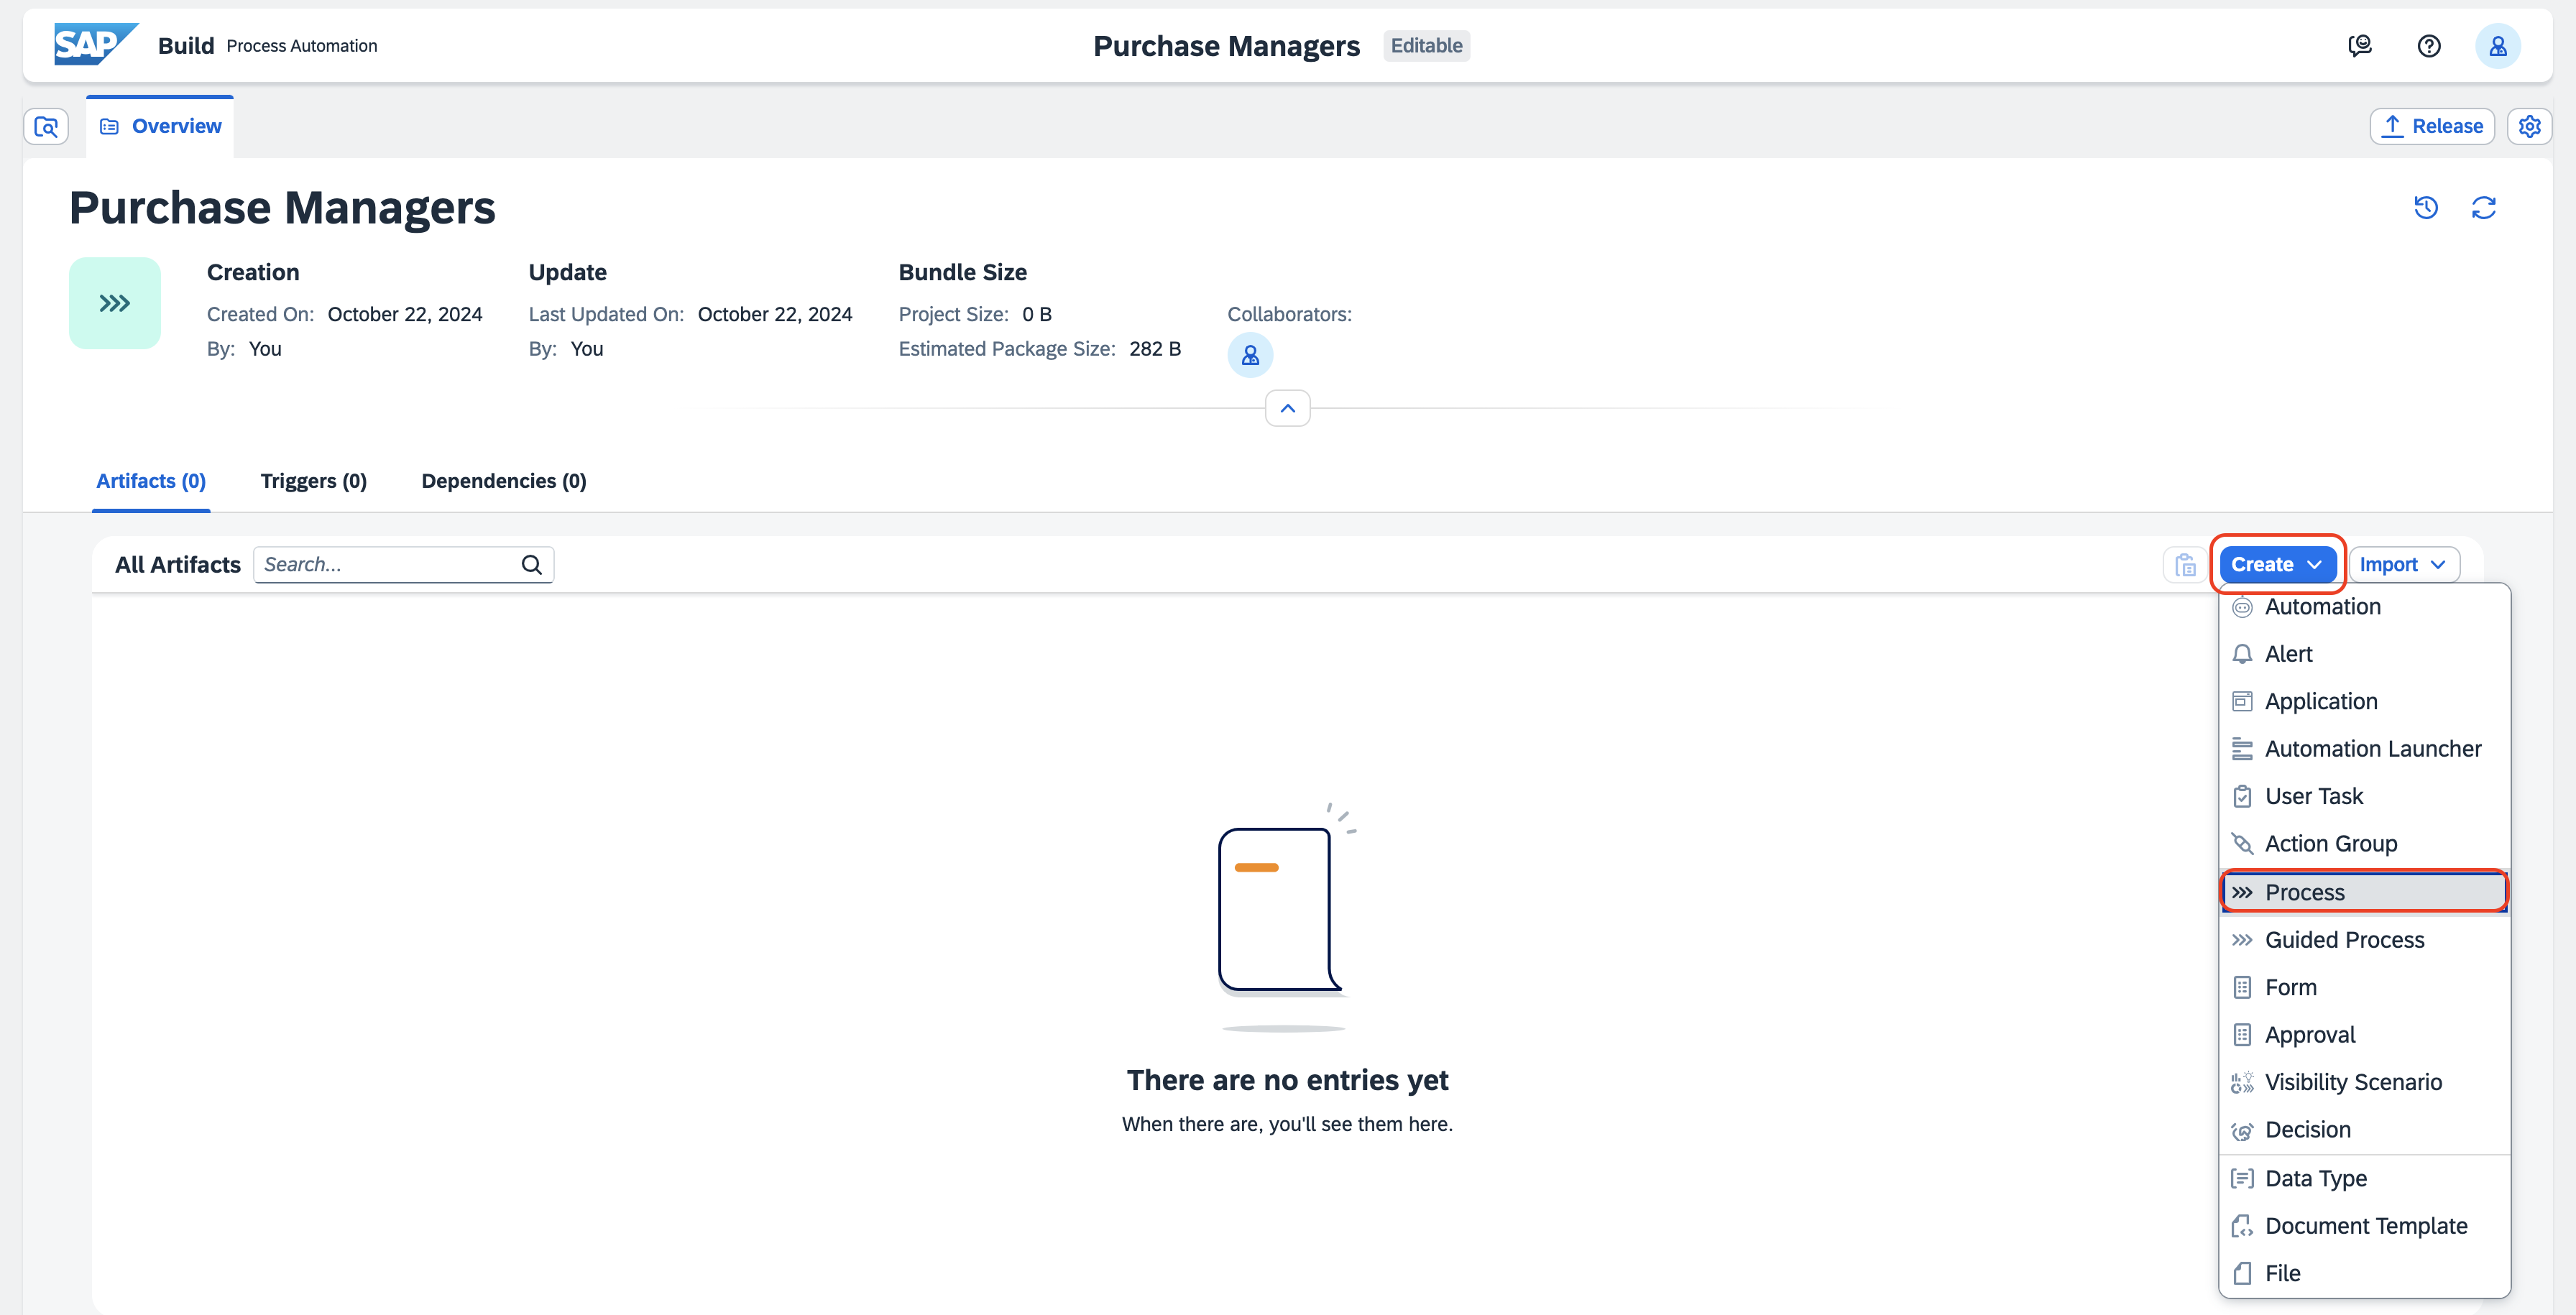 SAP Build Process Automation
Purchase Managers Editable
Overview
Release
Purchase Managers
Creation Update Bundle Size
Created On: October 22, 2024 Last Updated On: October 22, 2024 Project Size: 0 B Collaborators:
By: You By: You Estimated Package Size: 282 B
Artifacts (0) Triggers (0) Dependencies (0)
All Artifacts Search... Create Import
Automation
Alert
Application
Automation Launcher
User Task
Action Group
Process
Guided Process
Form
Approval
Visibility Scenario
Decision
Data Type
Document Template
File
There are no entries yet
When there are, you'll see them here.